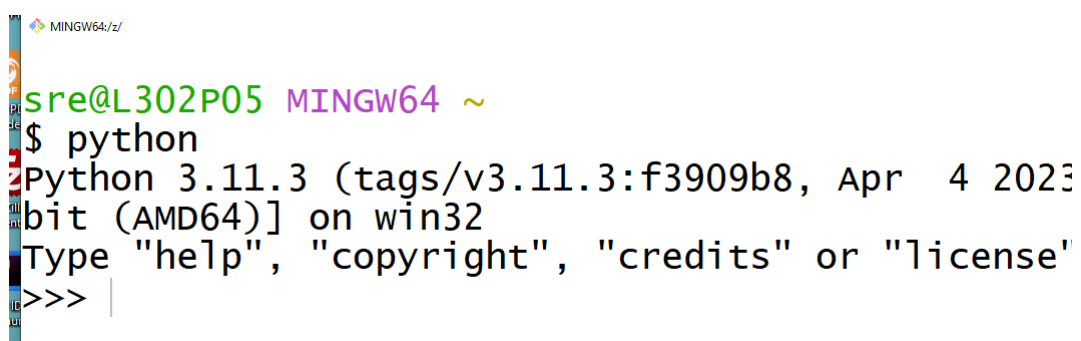 MINGW64:/z/
sre@L302P05 MINGW64 ~
$ python
Python 3.11.3 (tags/v3.11.3:f3909b8, Apr  4 2023
bit (AMD64)] on win32
Type "help", "copyright", "credits" or "license"
>>>